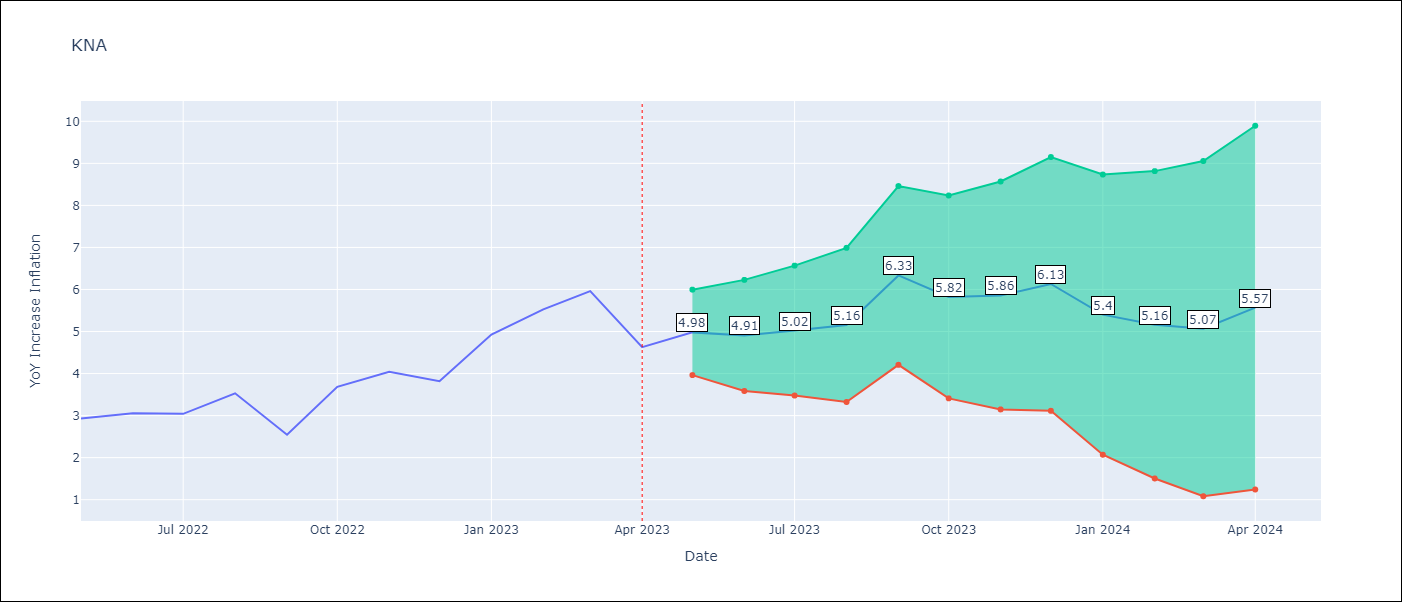 KNA
YoY Increase Inflation
10
9
8
7
6
5
4
3
2
1
4.98
4.91
5.02
5.16
6.33
5.82
5.86
6.13
5.4
5.16
5.07
5.57
Jul 2022
Oct 2022
Jan 2023
Apr 2023
Jul 2023
Oct 2023
Jan 2024
Apr 2024
Date